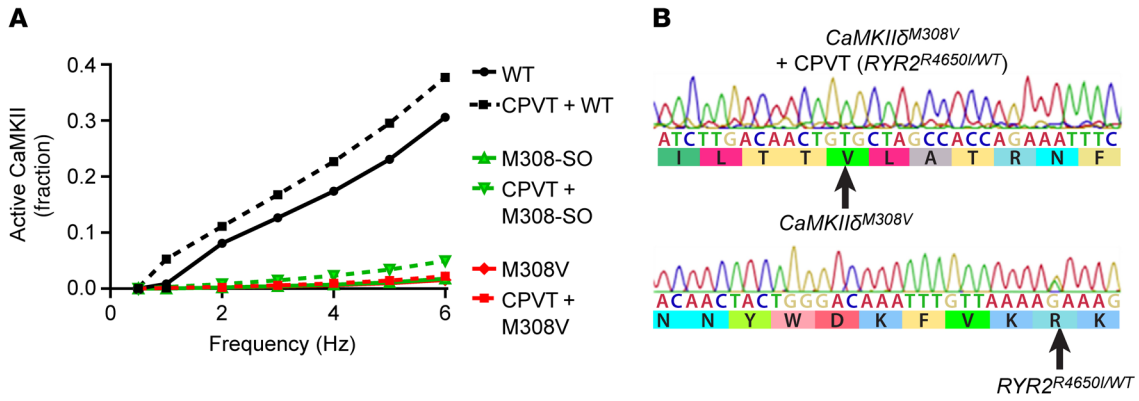 A
Active CaMKII
(fraction)
0.4
0.3
0.2
0.1
0.0
0
2
4
6
Frequency (Hz)
WT
CPVT + WT
M308-SO
CPVT +
M308-SO
M308V
CPVT +
M308V
B
CaMKIIδM308V
+ CPVT (RYR2R4650I/WT)
ATCTTGACAACTGTGCTAGCCACCAGAAATTTC
I L T T V L A T R N F
CaMKIIδM308V
ACAACTACTGGGACAAATTTGTTAAAAGAAAG
N N Y W D K F V K R K
RYR2R4650I/WT